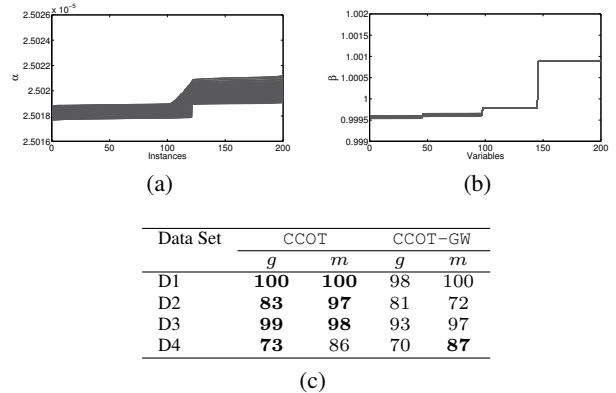 x 10⁻⁵
2.5026
2.5024
2.5022
2.502
2.5018
2.5016
α
0 50 100 150 200
Instances
(a)
1.002
1.0015
1.001
1.0005
1
0.9995
0.999
β
0 50 100 150 200
Variables
(b)
Data Set CCOT CCOT-GW
g m g m
D1 100 100 98 100
D2 83 97 81 72
D3 99 98 93 97
D4 73 86 70 87
(c)